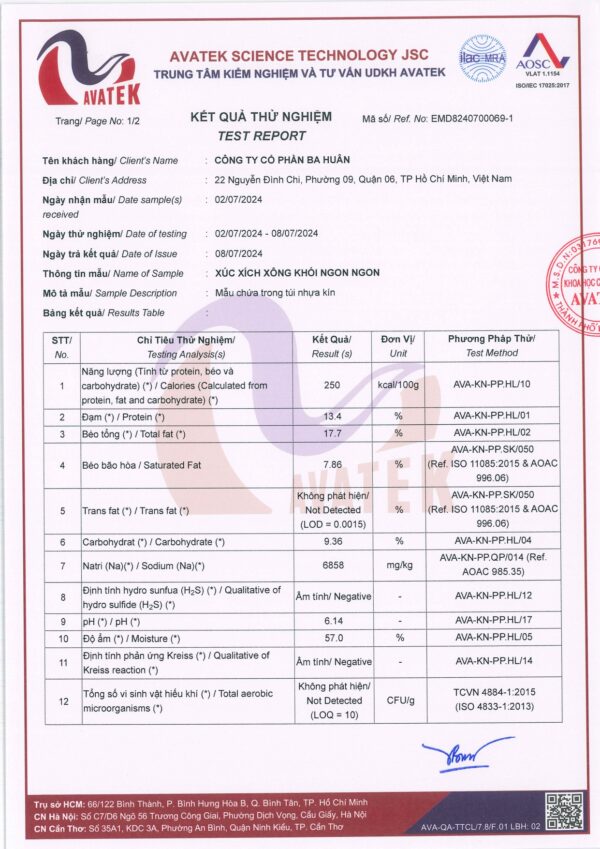 AVATEK
AVATEK SCIENCE TECHNOLOGY JSC
TRUNG TÂM KIỂM NGHIỆM VÀ TƯ VẤN UDKH AVATEK
ilac-MRA
AOSC
VLAT 1.1154
ISO/IEC 17025:2017
Trang/ Page No: 1/2
KẾT QUẢ THỬ NGHIỆM
Mã số/ Ref. No: EMD8240700069-1
TEST REPORT
Tên khách hàng/ Client's Name : CÔNG TY CỔ PHẦN BA HUÂN
Địa chỉ/ Client's Address : 22 Nguyễn Đình Chi, Phường 09, Quận 06, TP Hồ Chí Minh, Việt Nam
Ngày nhận mẫu/ Date sample(s) : 02/07/2024
received
Ngày thử nghiệm/ Date of testing : 02/07/2024 - 08/07/2024
Ngày trả kết quả/ Date of Issue : 08/07/2024
Thông tin mẫu/ Name of Sample : XÚC XÍCH XÔNG KHÓI NGON NGON
Mô tả mẫu/ Sample Description : Mẫu chứa trong túi nhựa kín
Bảng kết quả/ Results Table :
STT/ No. Chỉ Tiêu Thử Nghiệm/ Testing Analysis(s) Kết Quả/ Result (s) Đơn Vị/ Unit Phương Pháp Thử/ Test Method
1 Năng lượng (Tính từ protein, béo và
carbohydrate) (*) / Calories (Calculated from 250 kcal/100g AVA-KN-PP.HL/10
protein, fat and carbohydrate) (*)
2 Đạm (*) / Protein (*) 13.4 % AVA-KN-PP.HL/01
3 Béo tổng (*) / Total fat (*) 17.7 % AVA-KN-PP.HL/02
4 Béo bão hòa / Saturated Fat 7.86 % AVA-KN-PP.SK/050
(Ref. ISO 11085:2015 & AOAC
996.06)
5 Trans fat (*) / Trans fat (*) Không phát hiện/ Not Detected (LOD = 0.0015) % AVA-KN-PP.SK/050
(Ref. ISO 11085:2015 & AOAC
996.06)
6 Carbohydrat (*) / Carbohydrate (*) 9.36 % AVA-KN-PP.HL/04
7 Natri (Na)(*) / Sodium (Na)(*) 6858 mg/kg AVA-KN-PP.QP/014 (Ref.
AOAC 985.35)
8 Định tính hydro sunfua (H₂S) (*) / Qualitative of
hydro sulfide (H₂S) (*) Âm tính/ Negative - AVA-KN-PP.HL/12
9 pH (*) / pH (*) 6.14 - AVA-KN-PP.HL/17
10 Độ ẩm (*) / Moisture (*) 57.0 % AVA-KN-PP.HL/05
11 Định tính phản ứng Kreiss (*) / Qualitative of
Kreiss reaction (*) Âm tính/ Negative - AVA-KN-PP.HL/14
12 Tổng số vi sinh vật hiếu khí (*) / Total aerobic
microorganisms (*) Không phát hiện/ Not Detected (LOQ = 10) CFU/g TCVN 4884-1:2015
(ISO 4833-1:2013)
Trụ sở HCM: 66/122 Bình Thành, P. Bình Hưng Hòa B, Q. Bình Tân, TP. Hồ Chí Minh
CN Hà Nội: Số C7/D6 Ngõ 56 Trương Công Giai, Phường Dịch Vọng, Cầu Giấy, Hà Nội
CN Cần Thơ: Số 35A1, KDC 3A, Phường An Bình, Quận Ninh Kiều, TP. Cần Thơ
AVA-QA-TTCL/7.8/F.01 LBH: 02